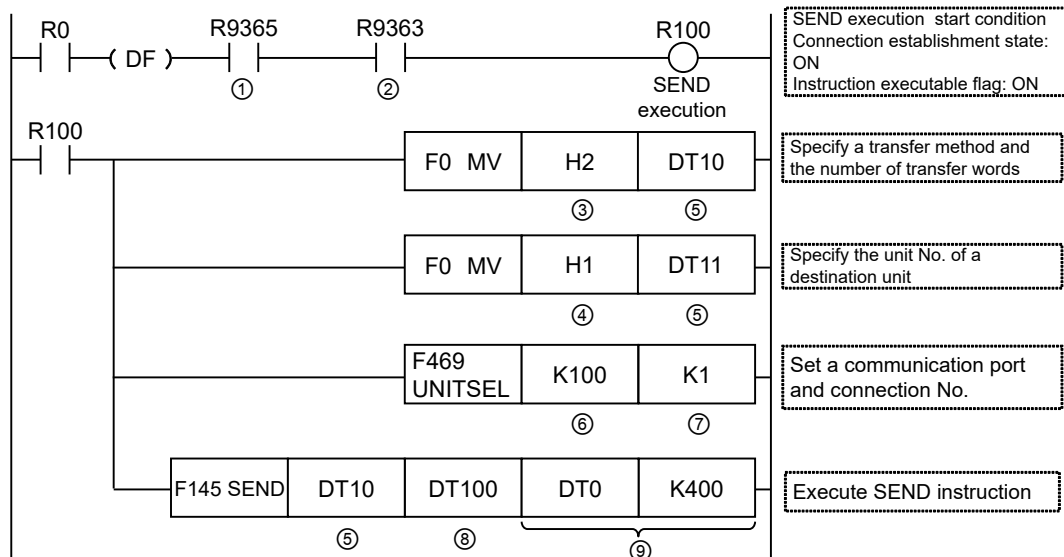 R0 R9365 R9363 R100
( DF )
① ②
SEND
execution
SEND execution start condition
Connection establishment state:
ON
Instruction executable flag: ON
R100
F0 MV H2 DT10
③ ⑤
Specify a transfer method and
the number of transfer words
F0 MV H1 DT11
④ ⑤
Specify the unit No. of a
destination unit
F469
UNITSEL K100 K1
⑥ ⑦
Set a communication port
and connection No.
F145 SEND DT10 DT100 DT0 K400
⑤ ⑧ ⑨
Execute SEND instruction